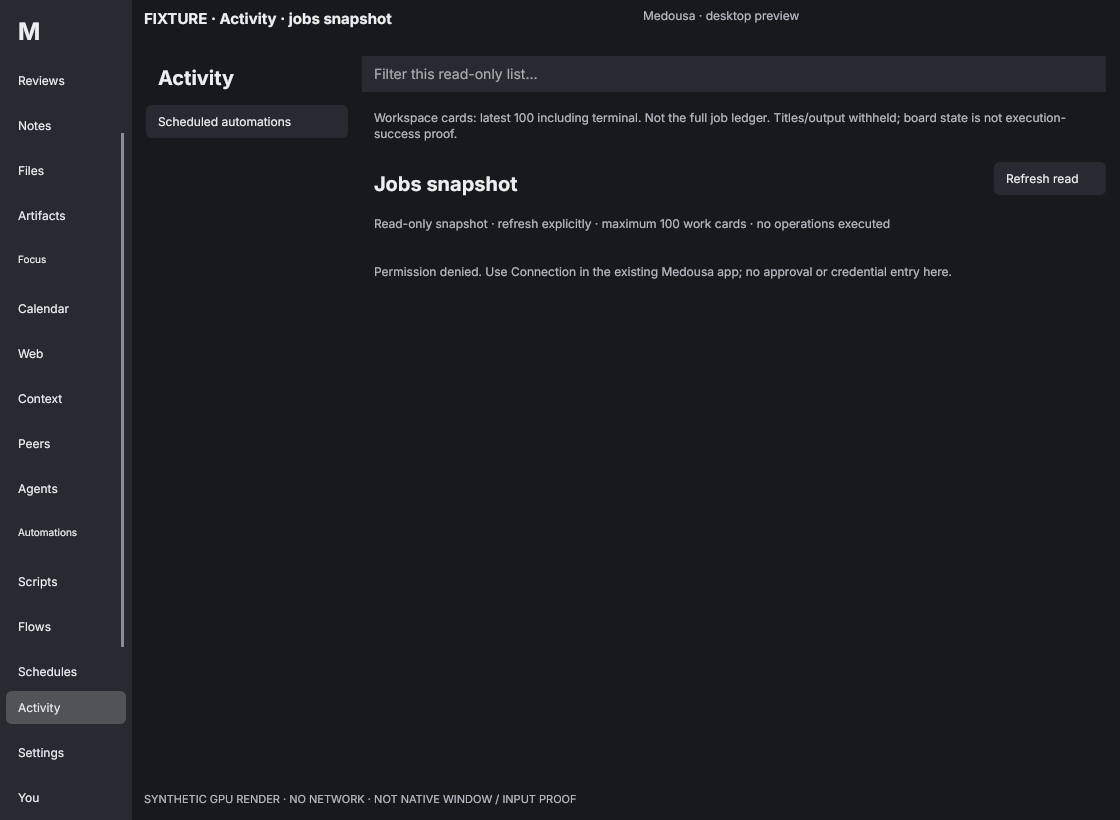 M
Reviews
Notes
Files
Artifacts
Focus
Calendar
Web
Context
Peers
Agents
Automations
Scripts
Flows
Schedules
Activity
Settings
You
FIXTURE · Activity · jobs snapshot
Medousa · desktop preview
Activity
Scheduled automations
Filter this read-only list...
Workspace cards: latest 100 including terminal. Not the full job ledger. Titles/output withheld; board state is not execution-
success proof.
Jobs snapshot
Refresh read
Read-only snapshot · refresh explicitly · maximum 100 work cards · no operations executed
Permission denied. Use Connection in the existing Medousa app; no approval or credential entry here.
SYNTHETIC GPU RENDER · NO NETWORK · NOT NATIVE WINDOW / INPUT PROOF